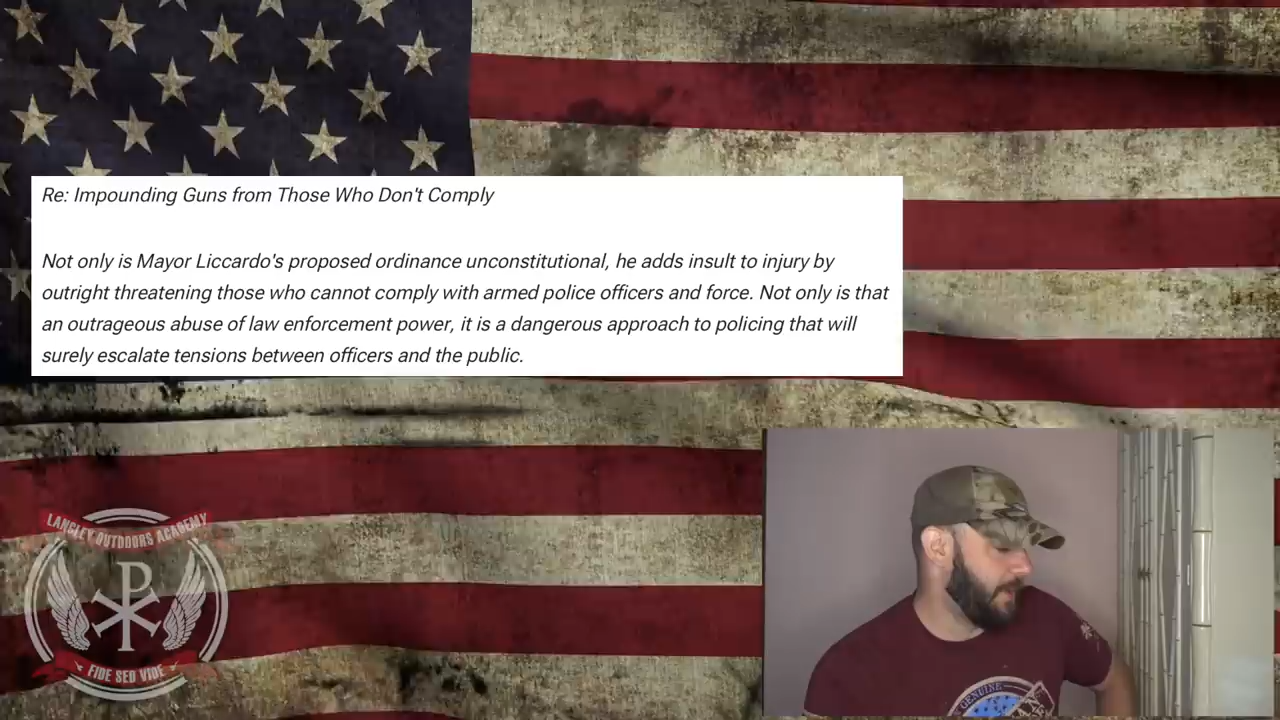 Re: Impounding Guns from Those Who Don't Comply
Not only is Mayor Liccardo's proposed ordinance unconstitutional, he adds insult to injury by
outright threatening those who cannot comply with armed police officers and force. Not only is that
an outrageous abuse of law enforcement power, it is a dangerous approach to policing that will
surely escalate tensions between officers and the public.
LANGLEY OUTDOORS ACADEMY
FIDE SED VIDE
GENUINE